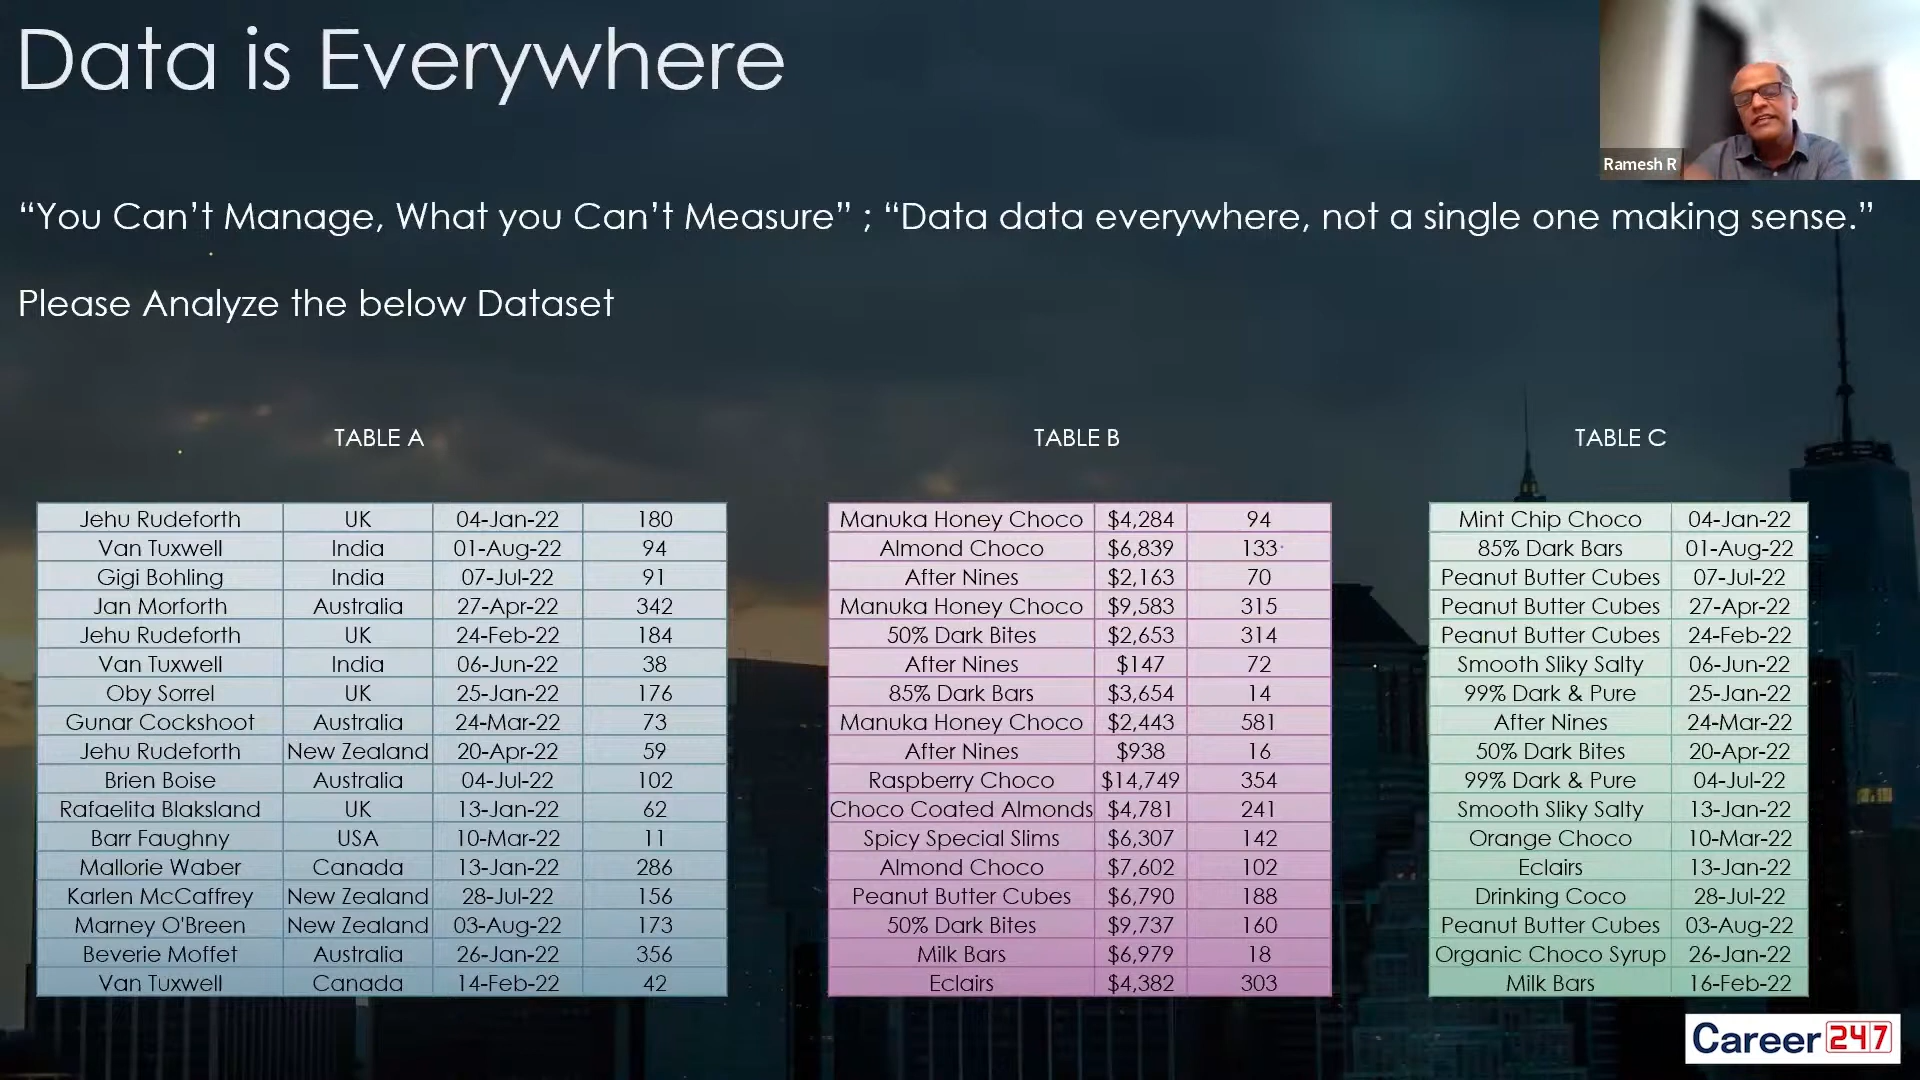 Data is Everywhere
Ramesh R
“You Can’t Manage, What you Can’t Measure” ; “Data data everywhere, not a single one making sense.”
Please Analyze the below Dataset
TABLE A
Jehu Rudeforth UK 04-Jan-22 180
Van Tuxwell India 01-Aug-22 94
Gigi Bohling India 07-Jul-22 91
Jan Morforth Australia 27-Apr-22 342
Jehu Rudeforth UK 24-Feb-22 184
Van Tuxwell India 06-Jun-22 38
Oby Sorrel UK 25-Jan-22 176
Gunar Cockshoot Australia 24-Mar-22 73
Jehu Rudeforth New Zealand 20-Apr-22 59
Brien Boise Australia 04-Jul-22 102
Rafaelita Blaksland UK 13-Jan-22 62
Barr Faughny USA 10-Mar-22 11
Mallorie Waber Canada 13-Jan-22 286
Karlen McCaffrey New Zealand 28-Jul-22 156
Marney O'Breen New Zealand 03-Aug-22 173
Beverie Moffet Australia 26-Jan-22 356
Van Tuxwell Canada 14-Feb-22 42
TABLE B
Manuka Honey Choco $4,284 94
Almond Choco $6,839 133
After Nines $2,163 70
Manuka Honey Choco $9,583 315
50% Dark Bites $2,653 314
After Nines $147 72
85% Dark Bars $3,654 14
Manuka Honey Choco $2,443 581
After Nines $938 16
Raspberry Choco $14,749 354
Choco Coated Almonds $4,781 241
Spicy Special Slims $6,307 142
Almond Choco $7,602 102
Peanut Butter Cubes $6,790 188
50% Dark Bites $9,737 160
Milk Bars $6,979 18
Eclairs $4,382 303
TABLE C
Mint Chip Choco 04-Jan-22
85% Dark Bars 01-Aug-22
Peanut Butter Cubes 07-Jul-22
Peanut Butter Cubes 27-Apr-22
Peanut Butter Cubes 24-Feb-22
Smooth Sliky Salty 06-Jun-22
99% Dark & Pure 25-Jan-22
After Nines 24-Mar-22
50% Dark Bites 20-Apr-22
99% Dark & Pure 04-Jul-22
Smooth Sliky Salty 13-Jan-22
Orange Choco 10-Mar-22
Eclairs 13-Jan-22
Drinking Coco 28-Jul-22
Peanut Butter Cubes 03-Aug-22
Organic Choco Syrup 26-Jan-22
Milk Bars 16-Feb-22
Career 247